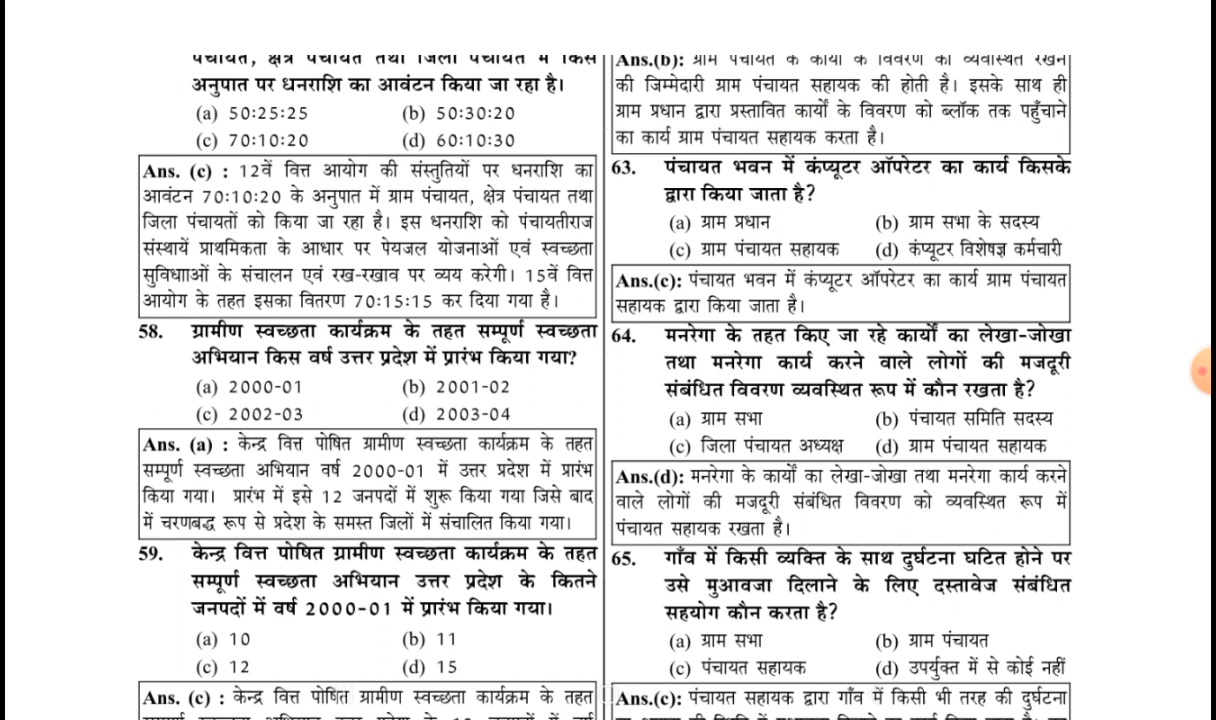 पंचायत, क्षेत्र पंचायत तथा जिला पंचायत में किस
अनुपात पर धनराशि का आवंटन किया जा रहा है।
(a) 50:25:25 (b) 50:30:20
(c) 70:10:20 (d) 60:10:30
Ans. (c) : 12वें वित्त आयोग की संस्तुतियों पर धनराशि का
आवंटन 70:10:20 के अनुपात में ग्राम पंचायत, क्षेत्र पंचायत तथा
जिला पंचायतों को किया जा रहा है। इस धनराशि को पंचायतीराज
संस्थायें प्राथमिकता के आधार पर पेयजल योजनाओं एवं स्वच्छता
सुविधाओं के संचालन एवं रख-रखाव पर व्यय करेगी। 15वें वित्त
आयोग के तहत इसका वितरण 70:15:15 कर दिया गया है।
58. ग्रामीण स्वच्छता कार्यक्रम के तहत सम्पूर्ण स्वच्छता
अभियान किस वर्ष उत्तर प्रदेश में प्रारंभ किया गया?
(a) 2000-01 (b) 2001-02
(c) 2002-03 (d) 2003-04
Ans. (a) : केन्द्र वित्त पोषित ग्रामीण स्वच्छता कार्यक्रम के तहत
सम्पूर्ण स्वच्छता अभियान वर्ष 2000-01 में उत्तर प्रदेश में प्रारंभ
किया गया। प्रारंभ में इसे 12 जनपदों में शुरू किया गया जिसे बाद
में चरणबद्ध रूप से प्रदेश के समस्त जिलों में संचालित किया गया।
59. केन्द्र वित्त पोषित ग्रामीण स्वच्छता कार्यक्रम के तहत
सम्पूर्ण स्वच्छता अभियान उत्तर प्रदेश के कितने
जनपदों में वर्ष 2000-01 में प्रारंभ किया गया।
(a) 10 (b) 11
(c) 12 (d) 15
Ans. (c) : केन्द्र वित्त पोषित ग्रामीण स्वच्छता कार्यक्रम के तहत
Ans.(b): ग्राम पंचायत के कार्यों के विवरण को व्यवस्थित रखने
की जिम्मेदारी ग्राम पंचायत सहायक की होती है। इसके साथ ही
ग्राम प्रधान द्वारा प्रस्तावित कार्यों के विवरण को ब्लॉक तक पहुँचाने
का कार्य ग्राम पंचायत सहायक करता है।
63. पंचायत भवन में कंप्यूटर ऑपरेटर का कार्य किसके
द्वारा किया जाता है?
(a) ग्राम प्रधान (b) ग्राम सभा के सदस्य
(c) ग्राम पंचायत सहायक (d) कंप्यूटर विशेषज्ञ कर्मचारी
Ans.(c): पंचायत भवन में कंप्यूटर ऑपरेटर का कार्य ग्राम पंचायत
सहायक द्वारा किया जाता है।
64. मनरेगा के तहत किए जा रहे कार्यों का लेखा-जोखा
तथा मनरेगा कार्य करने वाले लोगों की मजदूरी
संबंधित विवरण व्यवस्थित रूप में कौन रखता है?
(a) ग्राम सभा (b) पंचायत समिति सदस्य
(c) जिला पंचायत अध्यक्ष (d) ग्राम पंचायत सहायक
Ans.(d): मनरेगा के कार्यों का लेखा-जोखा तथा मनरेगा कार्य करने
वाले लोगों की मजदूरी संबंधित विवरण को व्यवस्थित रूप में
पंचायत सहायक रखता है।
65. गाँव में किसी व्यक्ति के साथ दुर्घटना घटित होने पर
उसे मुआवजा दिलाने के लिए दस्तावेज संबंधित
सहयोग कौन करता है?
(a) ग्राम सभा (b) ग्राम पंचायत
(c) पंचायत सहायक (d) उपर्युक्त में से कोई नहीं
Ans.(c): पंचायत सहायक द्वारा गाँव में किसी भी तरह की दुर्घटना